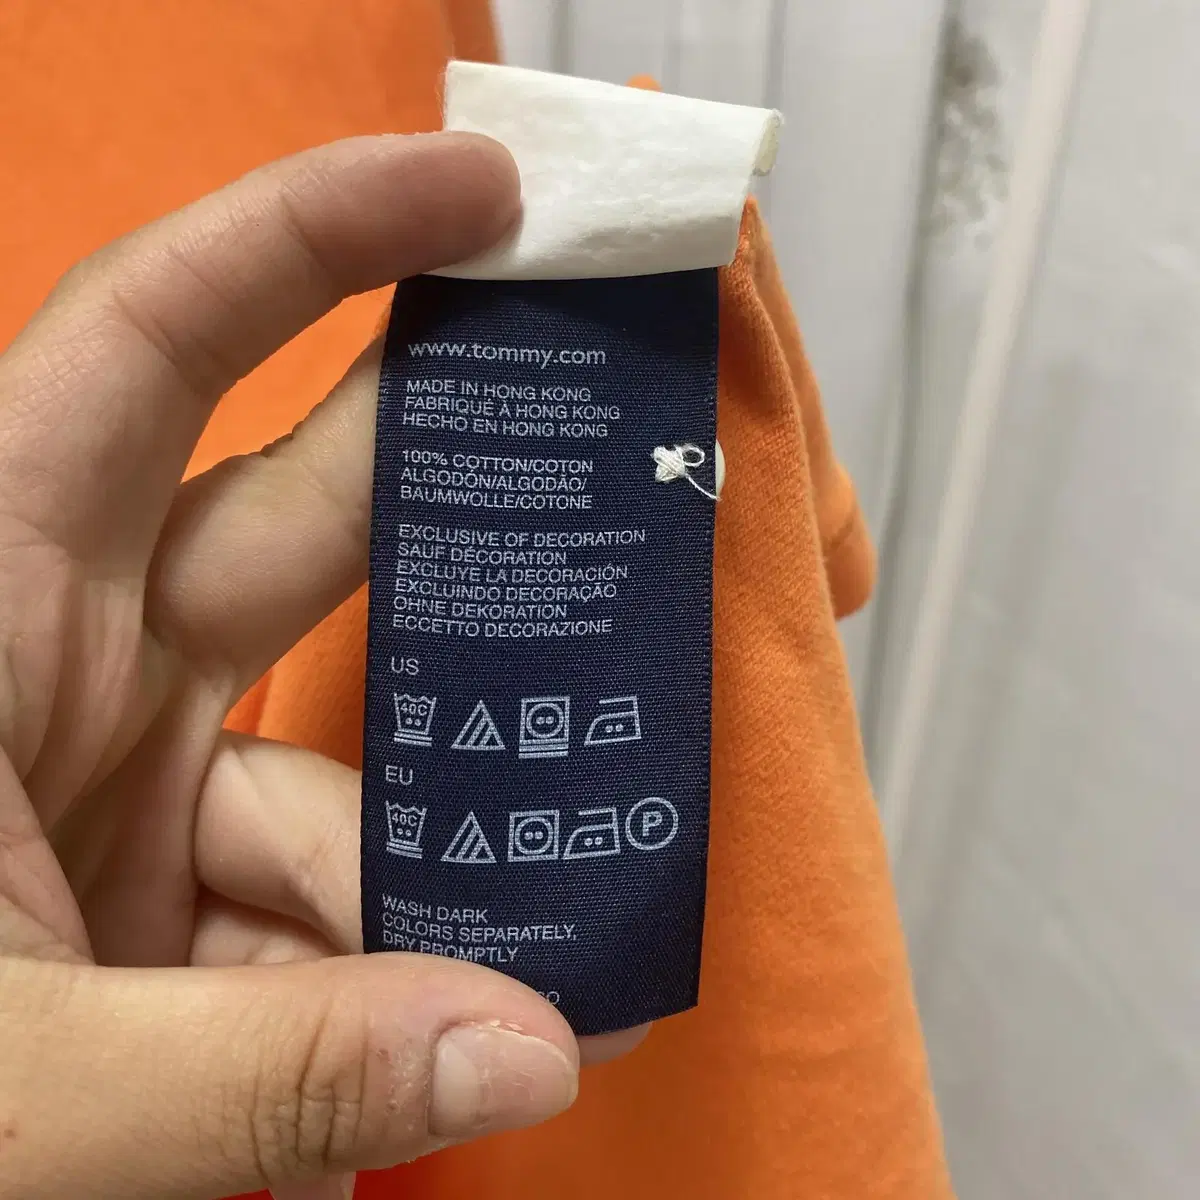 www.tommy.com
MADE IN HONG KONG
FABRIQUÉ À HONG KONG
HECHO EN HONG KONG
100% COTTON/COTON
ALGODÓN/ALGODÃO/
BAUMWOLLE/COTONE
EXCLUSIVE OF DECORATION
SAUF DÉCORATION
EXCLUYE LA DECORACIÓN
EXCLUINDO DECORAÇÃO
OHNE DEKORATION
ECCETTO DECORAZIONE
US
40C
EU
40C
P
WASH DARK
COLORS SEPARATELY,
DRY PROMPTLY